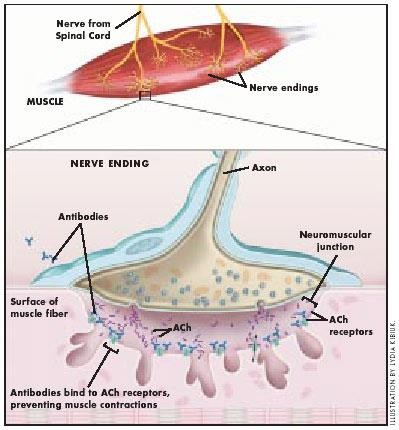 Nerve from
Spinal Cord
Nerve endings
MUSCLE
NERVE ENDING
Axon
Antibodies
Neuromuscular
junction
Surface of
muscle fiber
ACh
ACh
receptors
Antibodies bind to ACh receptors,
preventing muscle contractions
ILLUSTRATION BY LYDIA KIBIUK